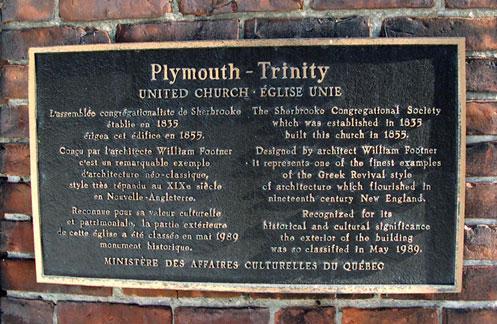 Plymouth - Trinity
UNITED CHURCH · ÉGLISE UNIE
L'assemblée congrégationaliste de Sherbrooke
établie en 1835
érigea cet édifice en 1855.
Conçu par l'architecte William Footner
c'est un remarquable exemple
d'architecture néo-classique,
style très répandu au XIXe siècle
en Nouvelle-Angleterre.
Reconnue pour sa valeur culturelle
et patrimoniale, la partie extérieure
de cette église a été classée en mai 1989
monument historique.
The Sherbrooke Congregational Society
which was established in 1835
built this church in 1855.
Designed by architect William Footner
it represents one of the finest examples
of the Greek Revival style
of architecture which flourished in
nineteenth century New England.
Recognized for its
historical and cultural significance
the exterior of the building
was so classified in May 1989.
MINISTÈRE DES AFFAIRES CULTURELLES DU QUÉBEC